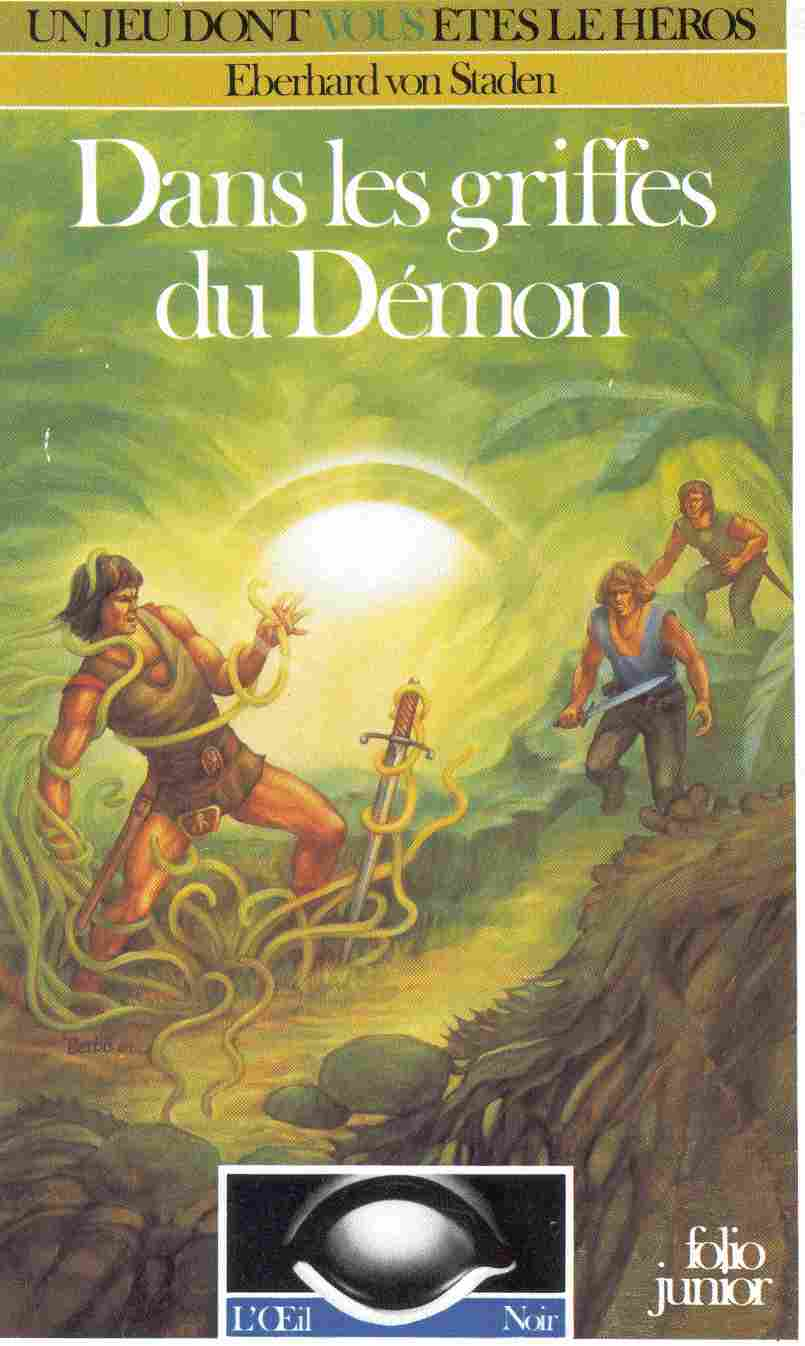 UN JEU DONT VOUS ÊTES LE HÉROS
Eberhard von Staden
Dans les griffes
du Démon
L'Œil Noir
folio
junior